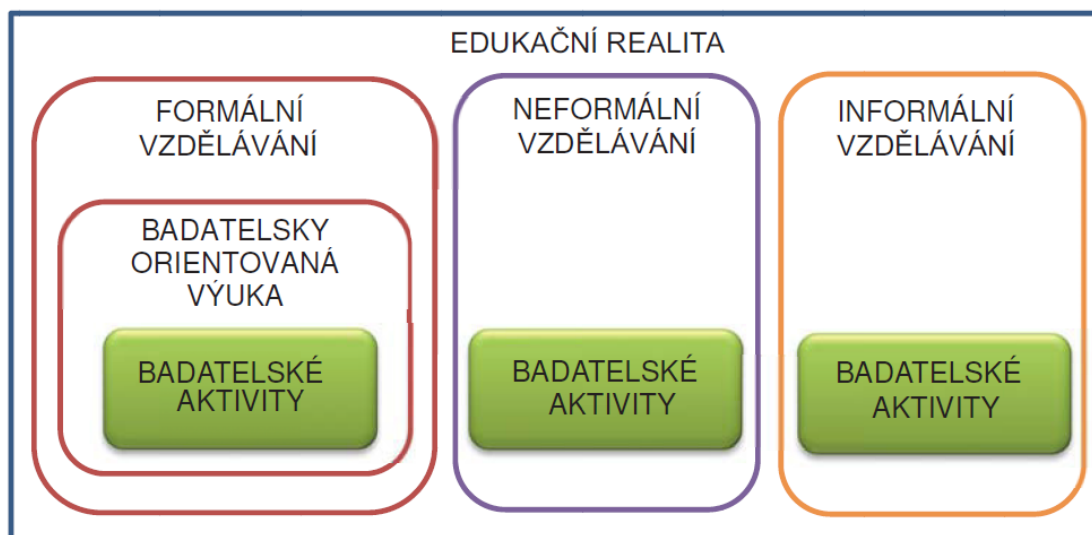 EDUKAČNÍ REALITA
FORMÁLNÍ
VZDĚLÁVÁNÍ
BADATELSKY
ORIENTOVANÁ
VÝUKA
BADATELSKÉ
AKTIVITY
NEFORMÁLNÍ
VZDĚLÁVÁNÍ
BADATELSKÉ
AKTIVITY
INFORMÁLNÍ
VZDĚLÁVÁNÍ
BADATELSKÉ
AKTIVITY